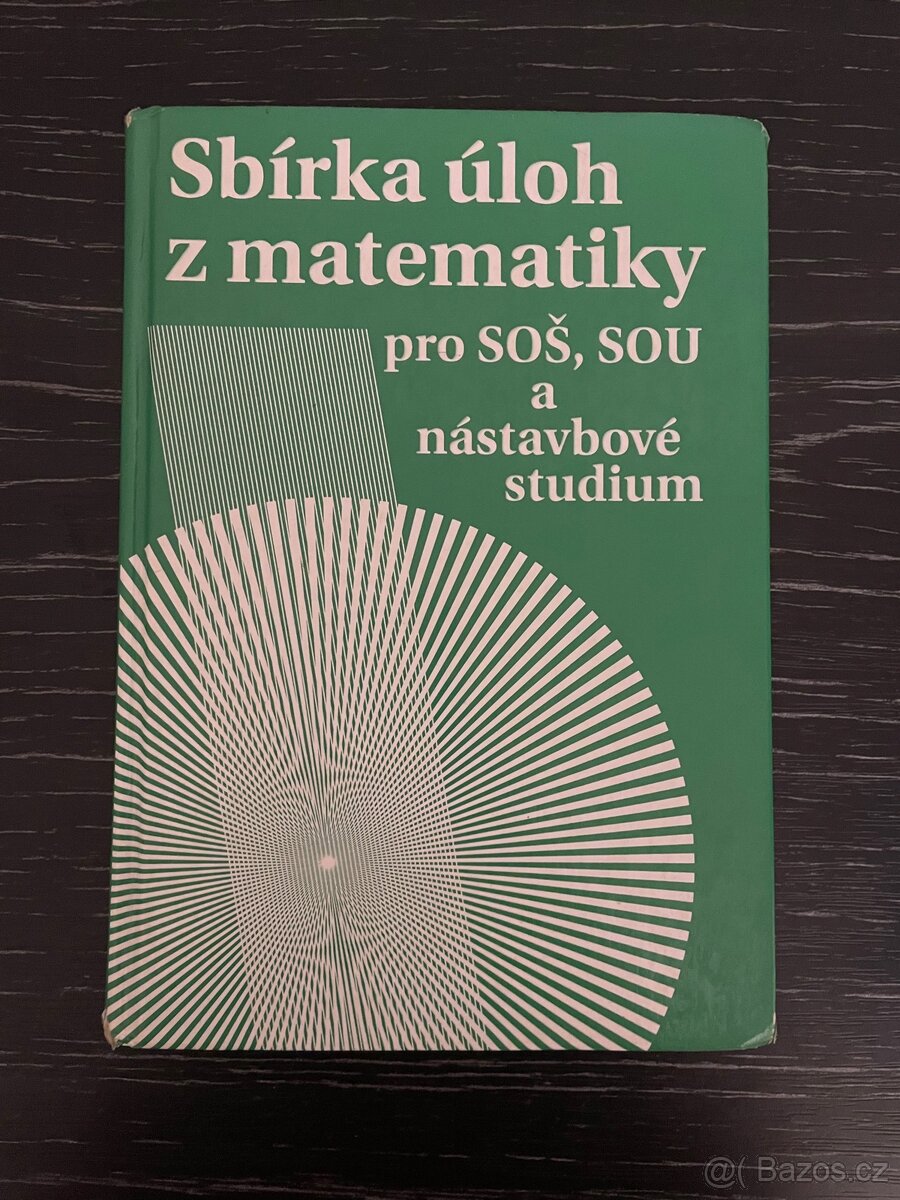 Sbírka úloh
z matematiky
pro SOŠ, SOU
a
nástavbové
studium
@( Bazos.cz